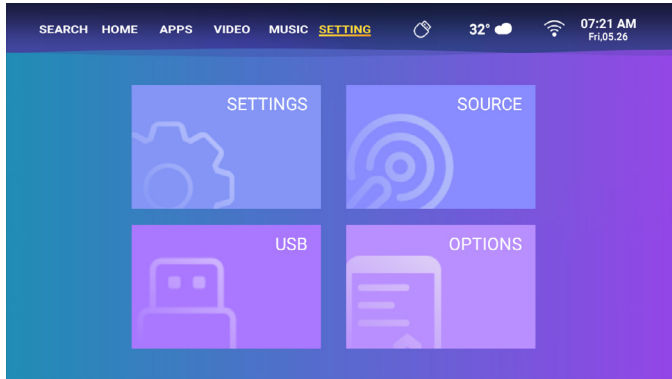 SEARCH HOME APPS VIDEO MUSIC SETTING 32° 07:21 AM
Fri,05.26
SETTINGS SOURCE
USB OPTIONS